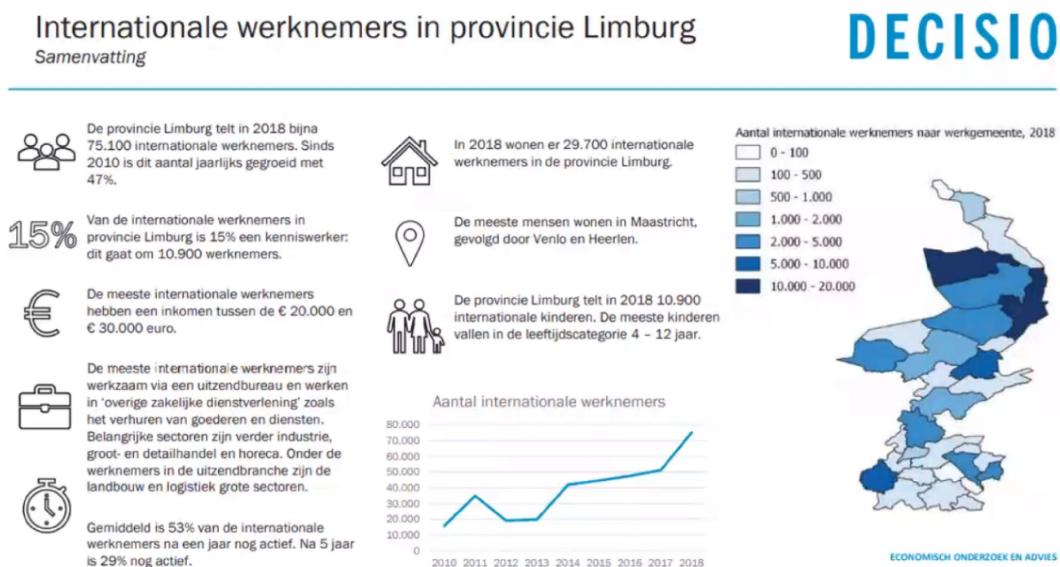 Internationale werknemers in provincie Limburg
Samenvatting
DECISIO
De provincie Limburg telt in 2018 bijna
75.100 internationale werknemers. Sinds
2010 is dit aantal jaarlijks gegroeid met
47%.
15%
Van de internationale werknemers in
provincie Limburg is 15% een kenniswerker:
dit gaat om 10.900 werknemers.
De meeste internationale werknemers
hebben een inkomen tussen de € 20.000 en
€ 30.000 euro.
De meeste internationale werknemers zijn
werkzaam via een uitzendbureau en werken
in ‘overige zakelijke dienstverlening’ zoals
het verhuren van goederen en diensten.
Belangrijke sectoren zijn verder industrie,
groot- en detailhandel en horeca. Onder de
werknemers in de uitzendbranche zijn de
landbouw en logistiek grote sectoren.
Gemiddeld is 53% van de internationale
werknemers na een jaar nog actief. Na 5 jaar
is 29% nog actief.
In 2018 wonen er 29.700 internationale
werknemers in de provincie Limburg.
De meeste mensen wonen in Maastricht,
gevolgd door Venlo en Heerlen.
De provincie Limburg telt in 2018 10.900
internationale kinderen. De meeste kinderen
vallen in de leeftijdscategorie 4 – 12 jaar.
Aantal internationale werknemers
80.000
70.000
60.000
50.000
40.000
30.000
20.000
10.000
0
2010 2011 2012 2013 2014 2015 2016 2017 2018
Aantal internationale werknemers naar werkgemeente, 2018
0 - 100
100 - 500
500 - 1.000
1.000 - 2.000
2.000 - 5.000
5.000 - 10.000
10.000 - 20.000
ECONOMISCH ONDERZOEK EN ADVIES